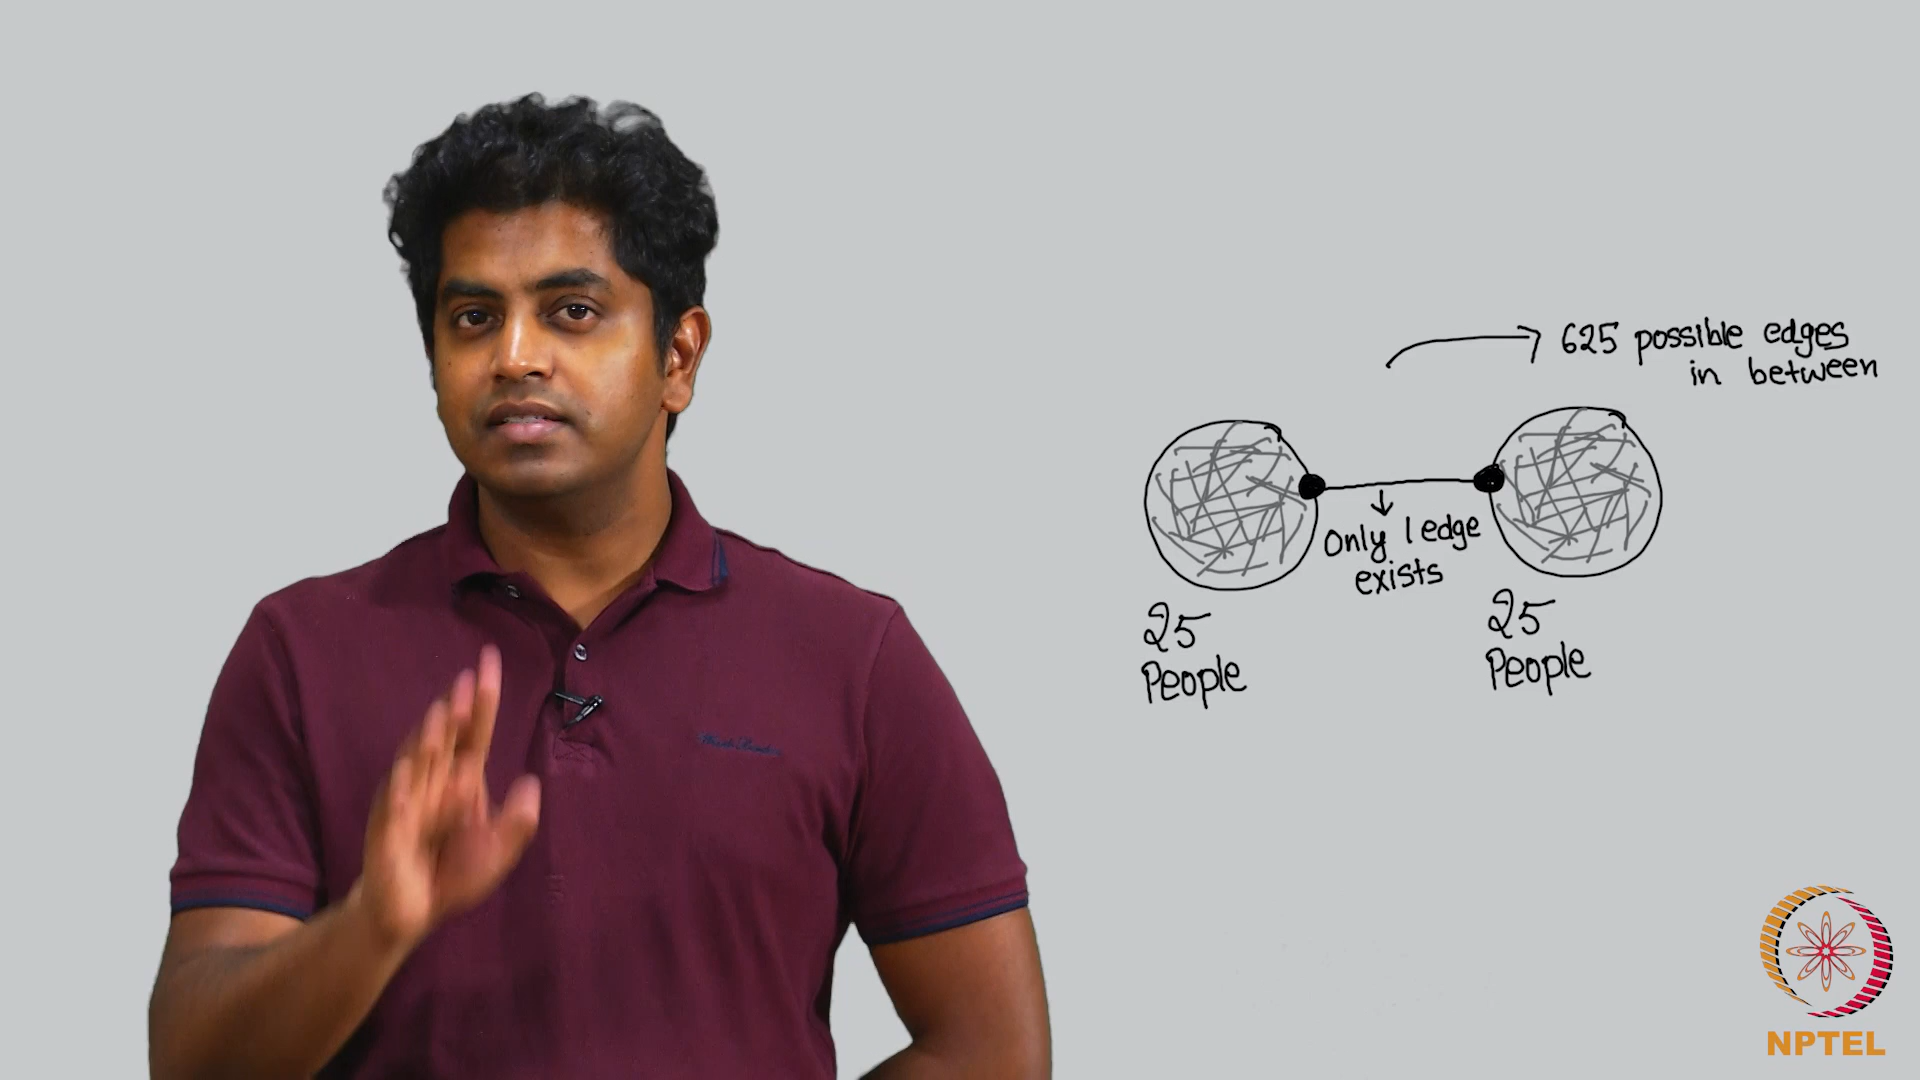 625 possible edges
in between
Only 1 edge
exists
25
People
25
People
NPTEL